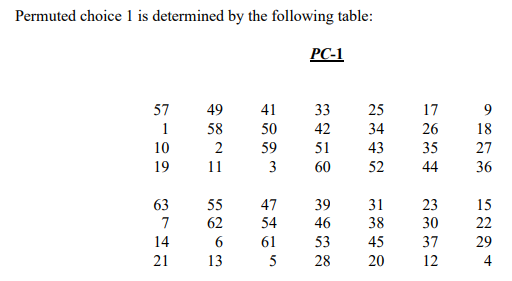 Permuted choice 1 is determined by the following table:
PC-1
57 49 41 33 25 17 9
1 58 50 42 34 26 18
10 2 59 51 43 35 27
19 11 3 60 52 44 36
63 55 47 39 31 23 15
7 62 54 46 38 30 22
14 6 61 53 45 37 29
21 13 5 28 20 12 4